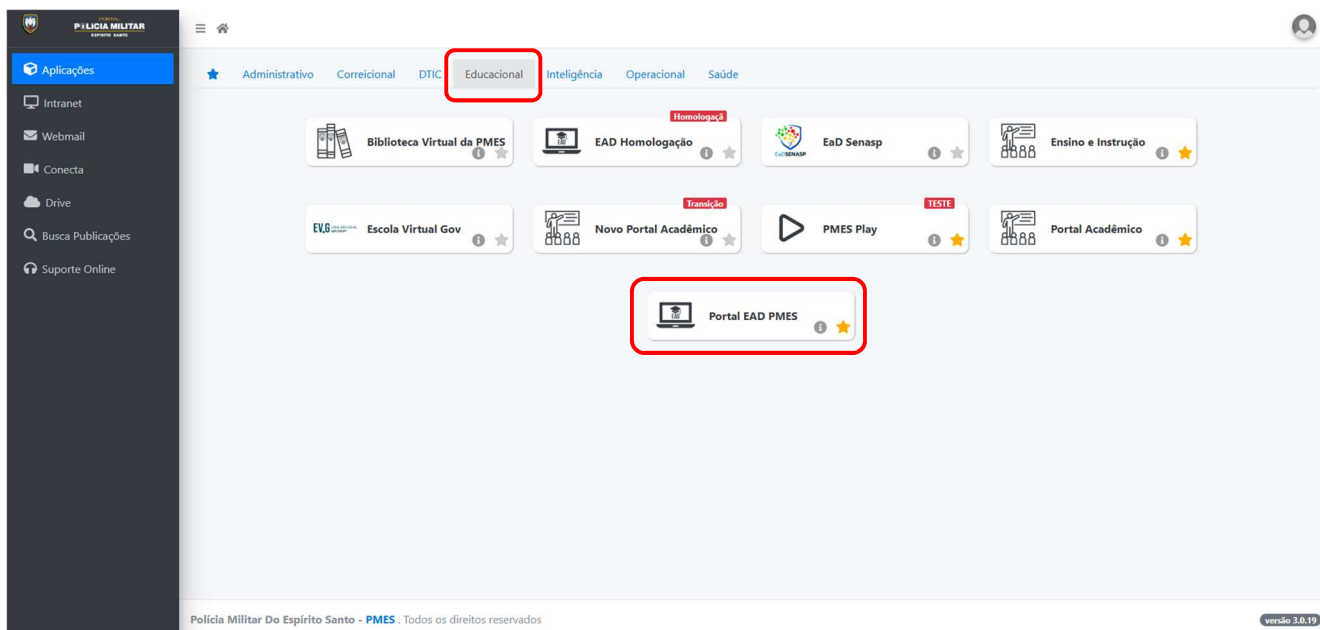 PORTAL
POLICIA MILITAR
ESPIRITO SANTO
Aplicações
Intranet
Webmail
Conecta
Drive
Busca Publicações
Suporte Online
Administrativo Correicional DTIC Educacional Inteligência Operacional Saúde
Homologaçã
Biblioteca Virtual da PMES EAD Homologação EaD Senasp Ensino e Instrução
EaDSENASP
Transição TESTE
EV.G Escola Virtual Gov Novo Portal Acadêmico PMES Play Portal Acadêmico
EAD
Portal EAD PMES
Polícia Militar Do Espírito Santo - PMES . Todos os direitos reservados
versão 3.0.19